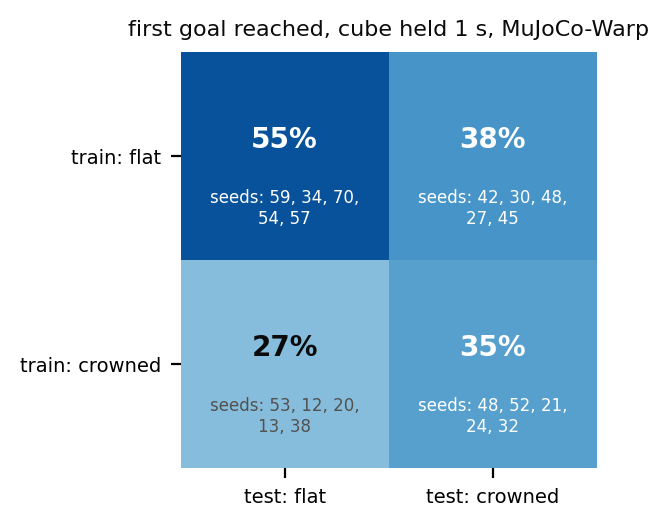 first goal reached, cube held 1 s, MuJoCo-Warp
train: flat
55%
seeds: 59, 34, 70,
54, 57
38%
seeds: 42, 30, 48,
27, 45
train: crowned
27%
seeds: 53, 12, 20,
13, 38
35%
seeds: 48, 52, 21,
24, 32
test: flat
test: crowned